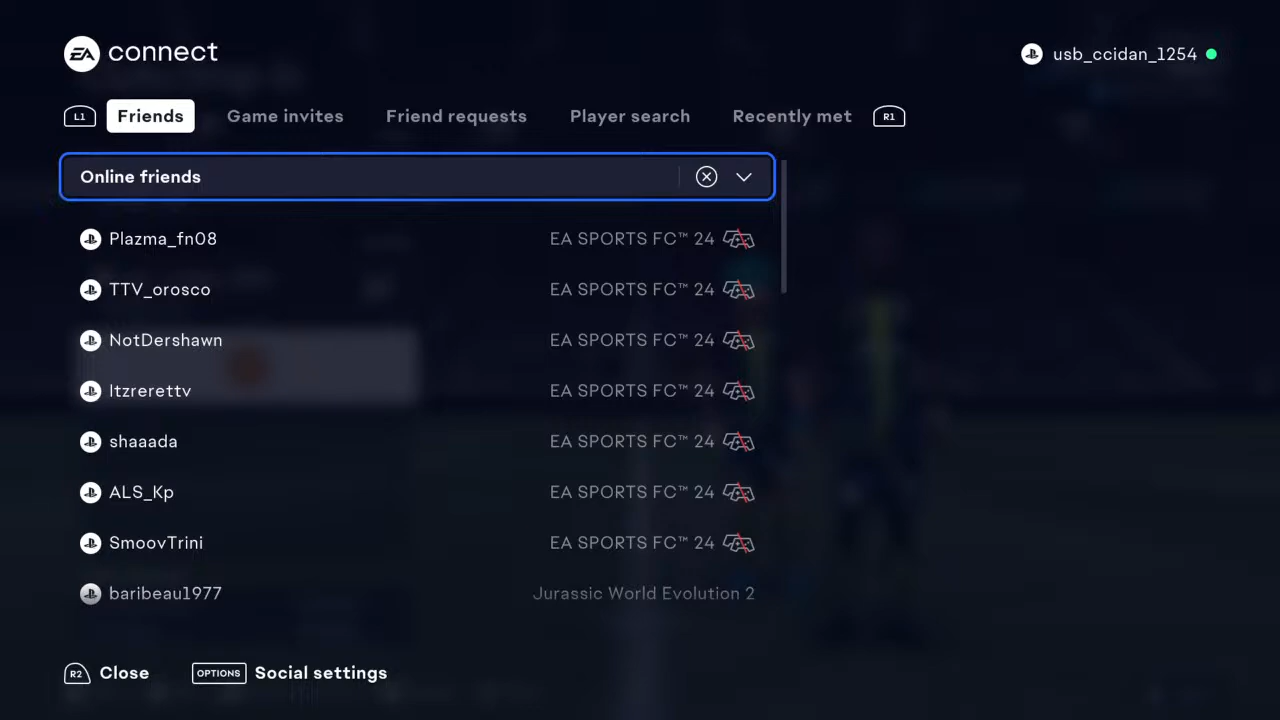 EA connect
usb_ccidan_1254
L1 Friends Game invites Friend requests Player search Recently met R1
Online friends
Plazma_fn08 EA SPORTS FC™ 24
TTV_orosco EA SPORTS FC™ 24
NotDershawn EA SPORTS FC™ 24
Itzrerettv EA SPORTS FC™ 24
shaaada EA SPORTS FC™ 24
ALS_Kp EA SPORTS FC™ 24
SmoovTrini EA SPORTS FC™ 24
baribeau1977 Jurassic World Evolution 2
R2 Close OPTIONS Social settings